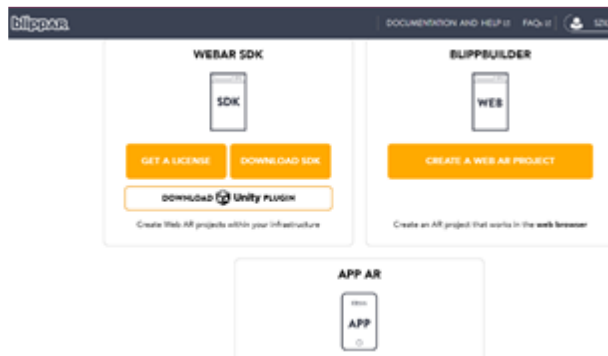 blippAR
DOCUMENTATION AND HELP FAQs
WEBAR SDK
SDK
GET A LICENSE DOWNLOAD SDK
DOWNLOAD Unity PLUGIN
Create Web AR projects within your infrastructure
BLIPPBUILDER
WEB
CREATE A WEB AR PROJECT
Create an AR project that works in the web browser
APP AR
APP